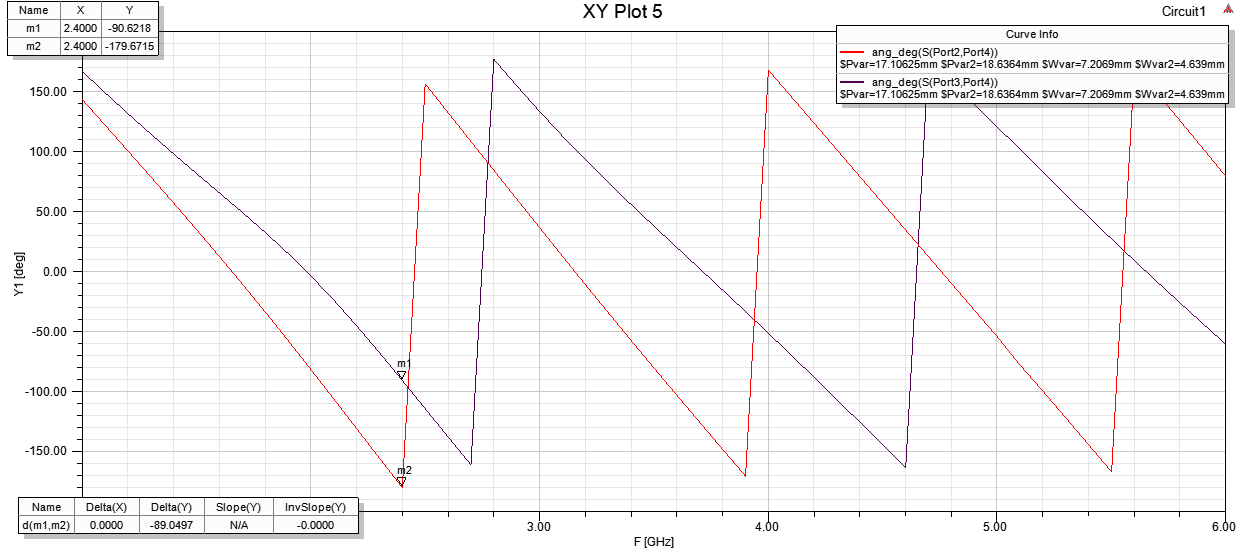 XY Plot 5
Circuit1
Name X Y
m1 2.4000 -90.6218
m2 2.4000 -179.6715
Curve Info
ang_deg(S(Port2,Port4))
$Pvar=17.10625mm $Pvar2=18.6364mm $Wvar=7.2069mm $Wvar2=4.639mm
ang_deg(S(Port3,Port4))
$Pvar=17.10625mm $Pvar2=18.6364mm $Wvar=7.2069mm $Wvar2=4.639mm
150.00
100.00
50.00
0.00
-50.00
-100.00
-150.00
Y1 [deg]
m1
m2
Name Delta(X) Delta(Y) Slope(Y) InvSlope(Y)
d(m1,m2) 0.0000 -89.0497 N/A -0.0000
3.00 4.00 5.00 6.00
F [GHz]